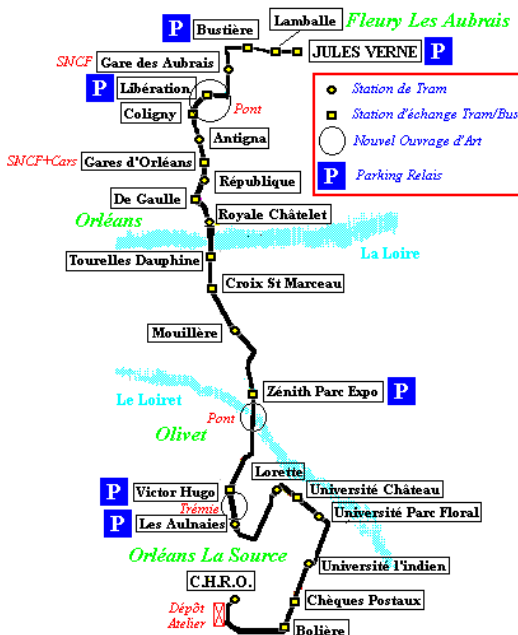 Lamballe
Fleury Les Aubrais
P Bustière
JULES VERNE P
SNCF Gare des Aubrais
P Libération
Pont
Coligny
Station de Tram
Station d'échange Tram/Bus
Nouvel Ouvrage d'Art
P Parking Relais
Antigna
SNCF+Cars Gares d'Orléans
République
De Gaulle
Orléans
Royale Châtelet
La Loire
Tourelles Dauphine
Croix St Marceau
Mouillère
Zénith Parc Expo P
Le Loiret
Pont
Olivet
Lorette
P Victor Hugo
Université Château
Trémie
Université Parc Floral
P Les Aulnaies
Orléans La Source
Université l'indien
C.H.R.O.
Chèques Postaux
Dépôt
Atelier
Bolière